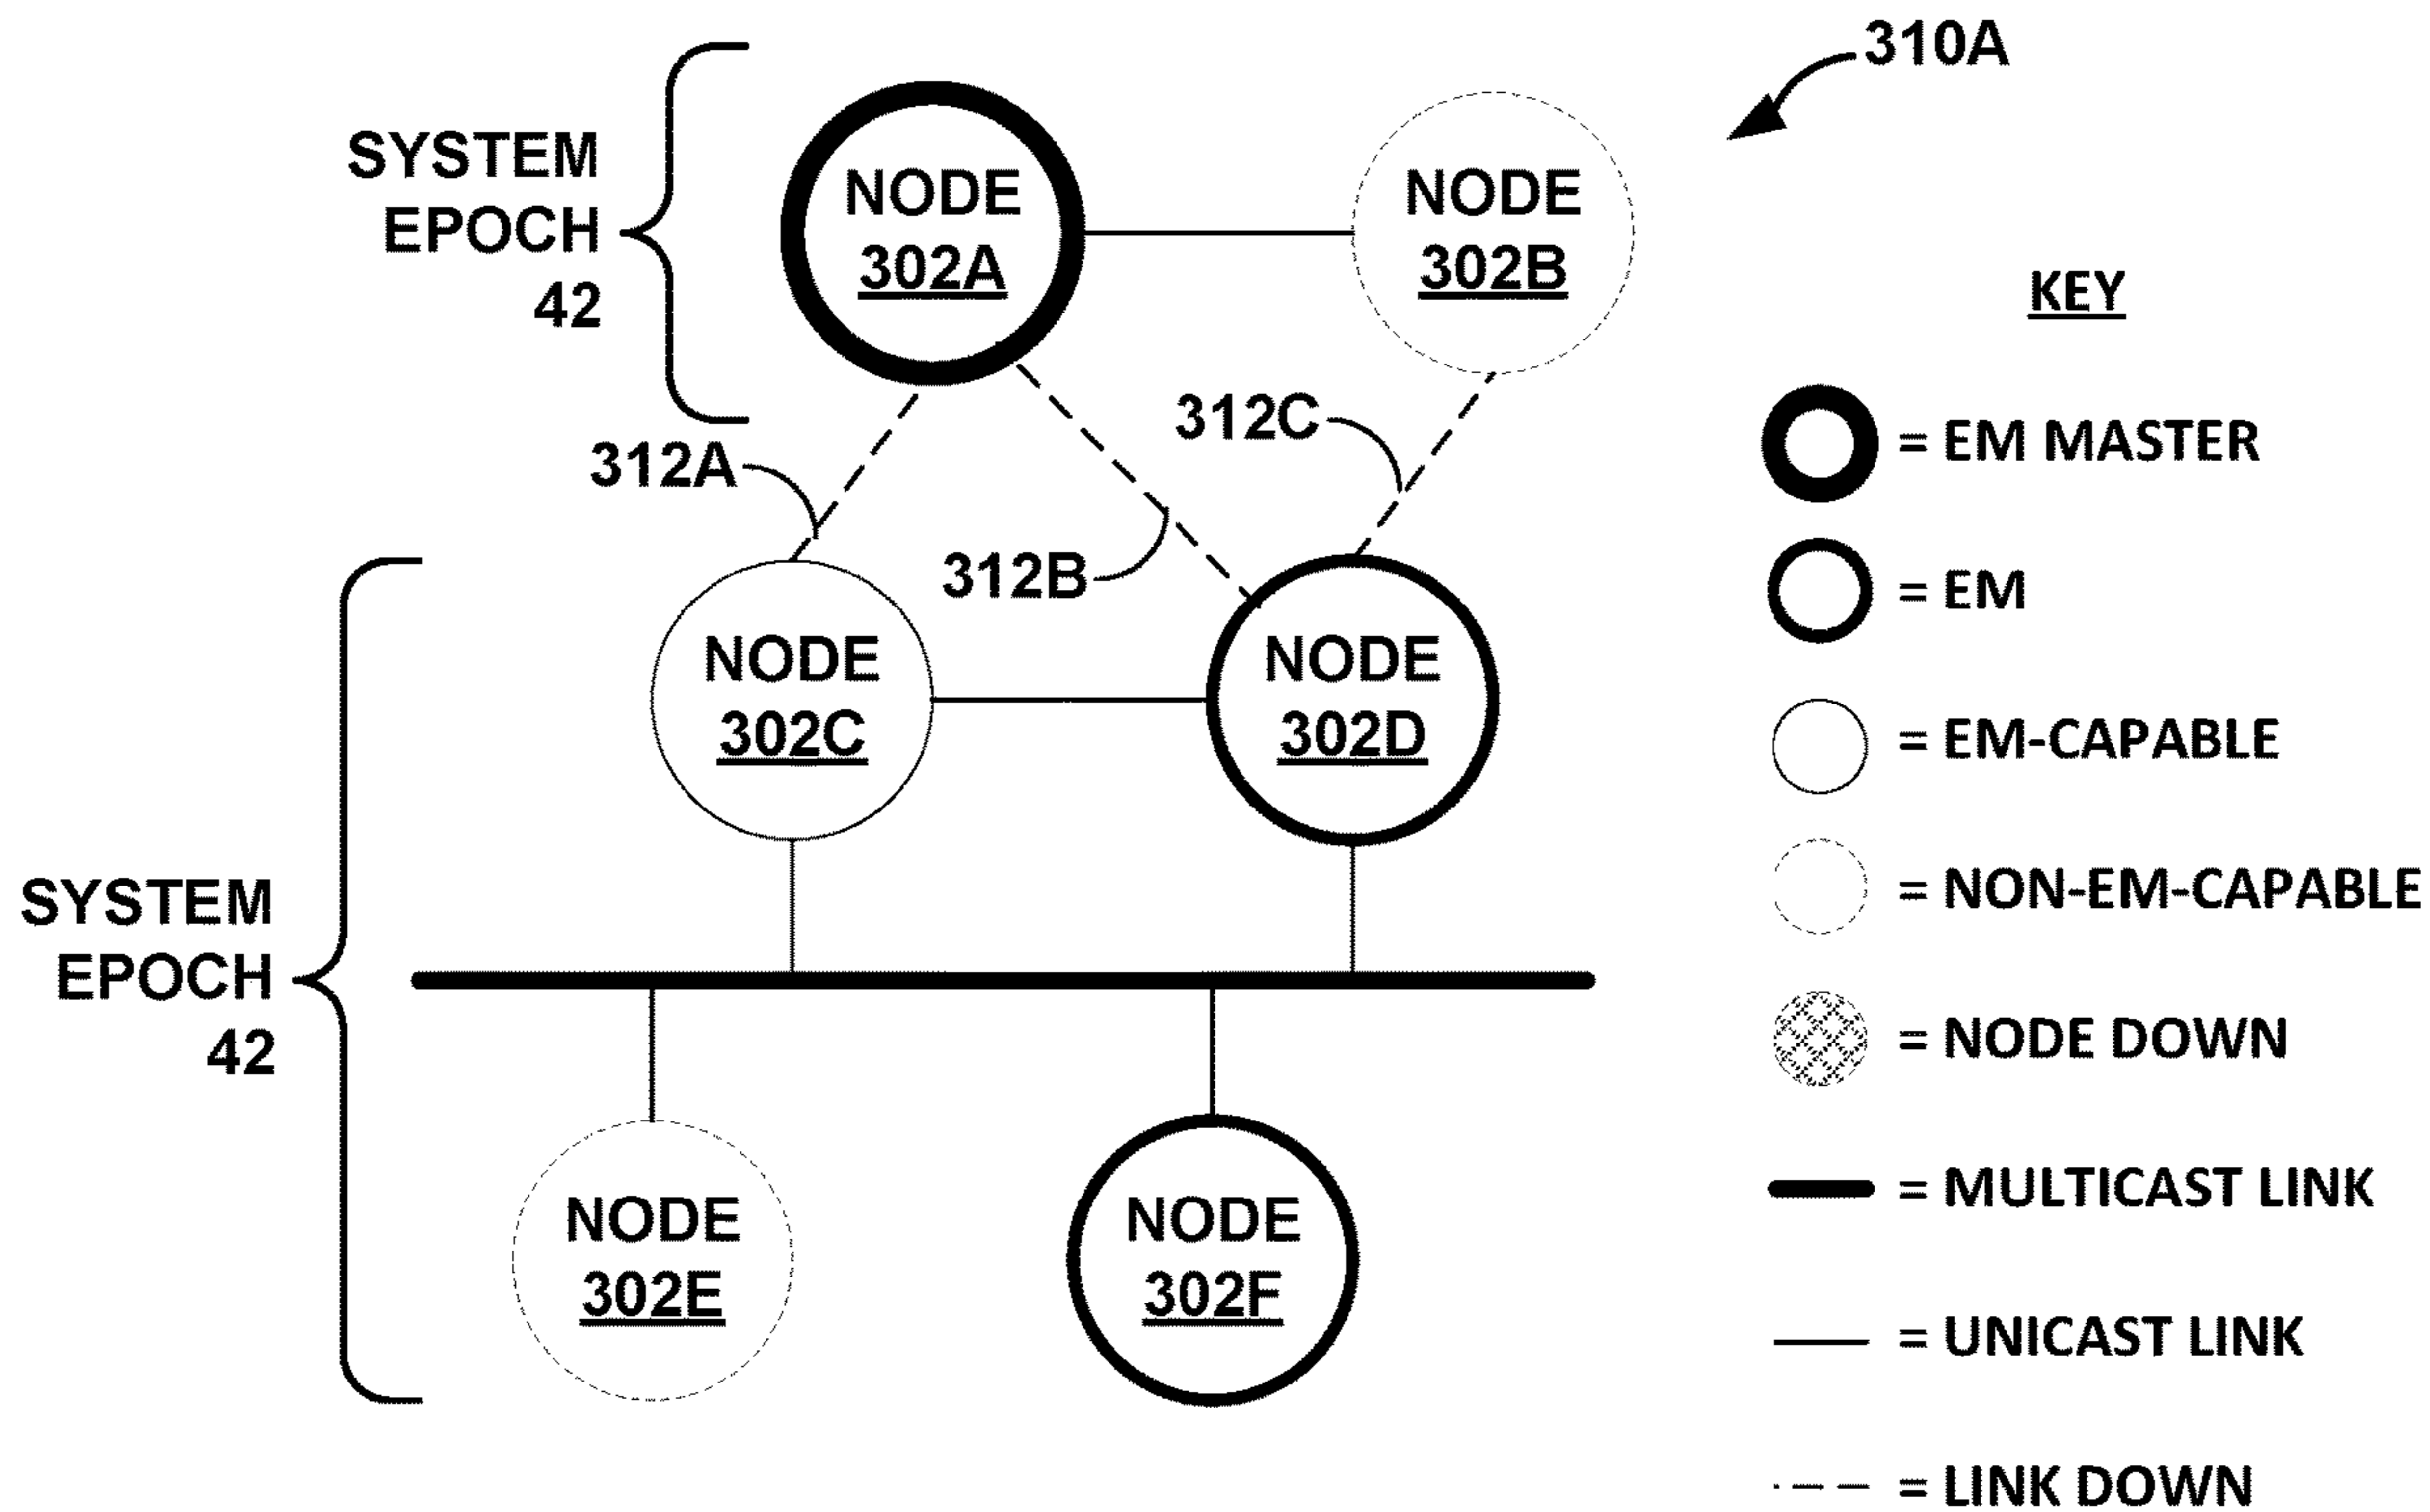 310A
SYSTEM
EPOCH
42
NODE
302A
NODE
302B
312A
312B
312C
NODE
302C
NODE
302D
SYSTEM
EPOCH
42
NODE
302E
NODE
302F
KEY
= EM MASTER
= EM
= EM-CAPABLE
= NON-EM-CAPABLE
= NODE DOWN
= MULTICAST LINK
= UNICAST LINK
= LINK DOWN